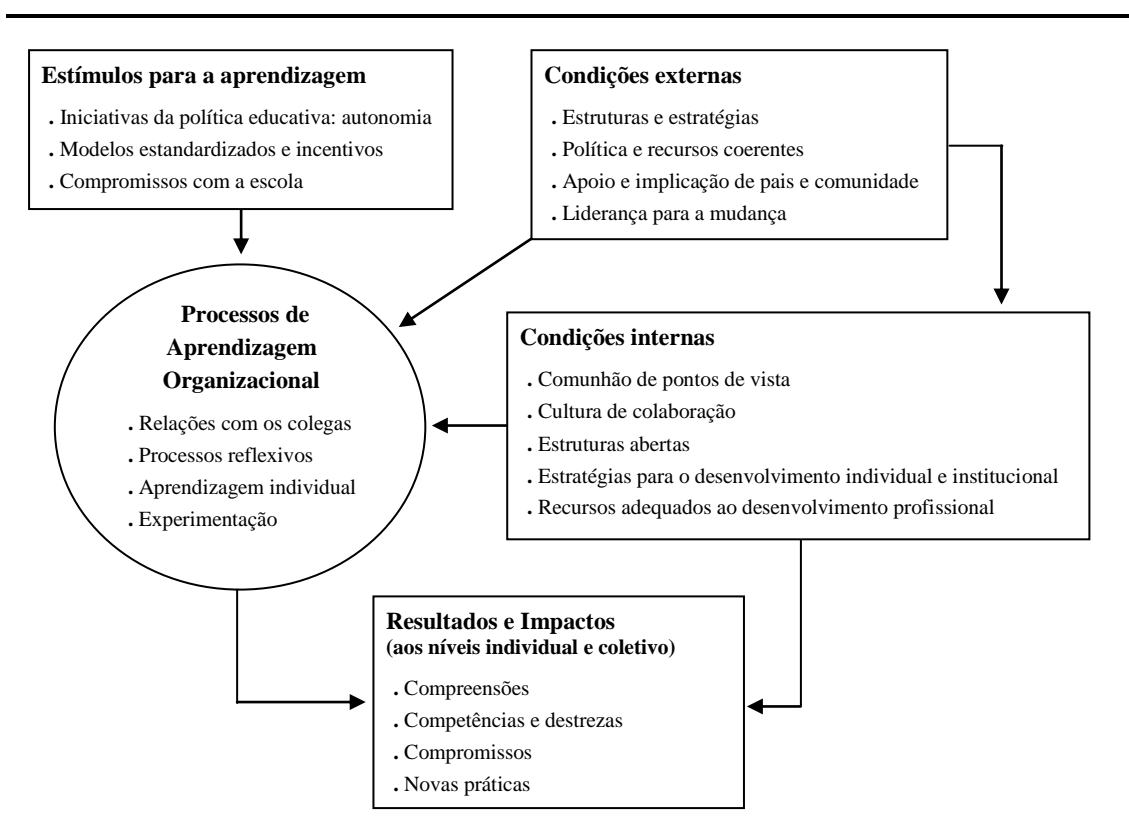 Estímulos para a aprendizagem
. Iniciativas da política educativa: autonomia
. Modelos estandardizados e incentivos
. Compromissos com a escola
Condições externas
. Estruturas e estratégias
. Política e recursos coerentes
. Apoio e implicação de pais e comunidade
. Liderança para a mudança
Processos de
Aprendizagem
Organizacional
. Relações com os colegas
. Processos reflexivos
. Aprendizagem individual
. Experimentação
Condições internas
. Comunhão de pontos de vista
. Cultura de colaboração
. Estruturas abertas
. Estratégias para o desenvolvimento individual e institucional
. Recursos adequados ao desenvolvimento profissional
Resultados e Impactos
(aos níveis individual e coletivo)
. Compreensões
. Competências e destrezas
. Compromissos
. Novas práticas